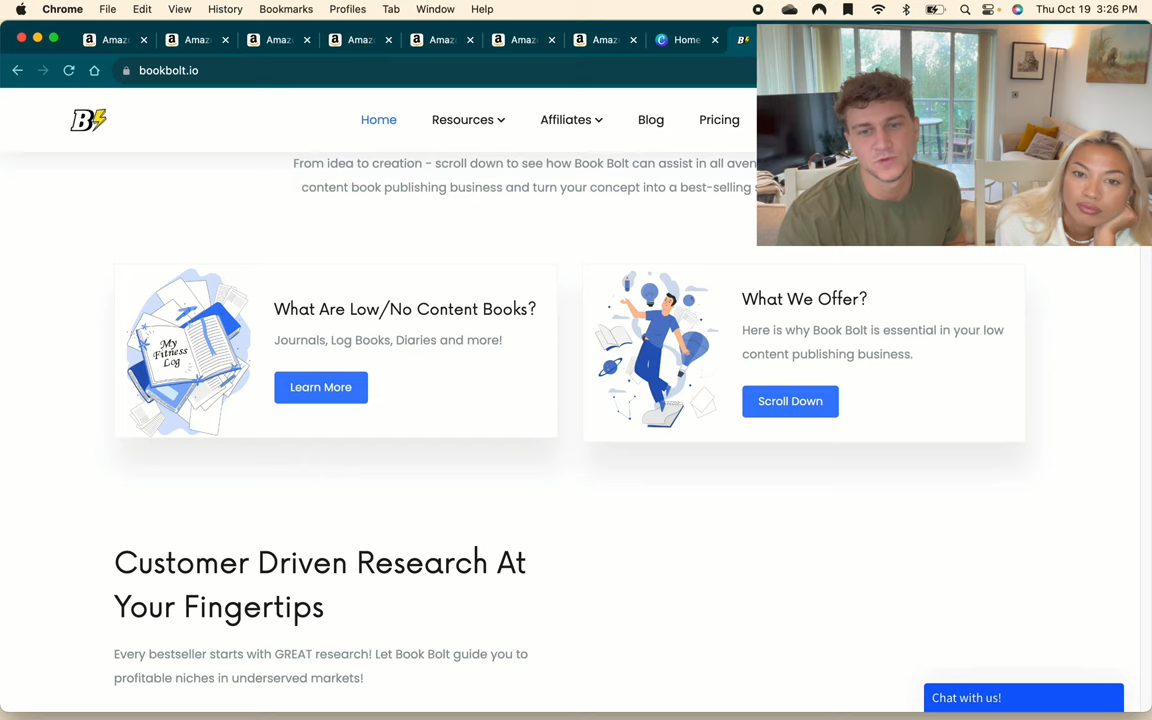 Chrome File Edit View History Bookmarks Profiles Tab Window Help
Thu Oct 19 3:26 PM
Amaz Amaz Amaz Amaz Amaz Amaz Amaz Home
bookbolt.io
B
Home Resources Affiliates Blog Pricing
From idea to creation - scroll down to see how Book Bolt can assist in all aven
content book publishing business and turn your concept into a best-selling s
My
Fitness
Log
What Are Low/No Content Books?
Journals, Log Books, Diaries and more!
Learn More
What We Offer?
Here is why Book Bolt is essential in your low
content publishing business.
Scroll Down
Customer Driven Research At
Your Fingertips
Every bestseller starts with GREAT research! Let Book Bolt guide you to
profitable niches in underserved markets!
Chat with us!